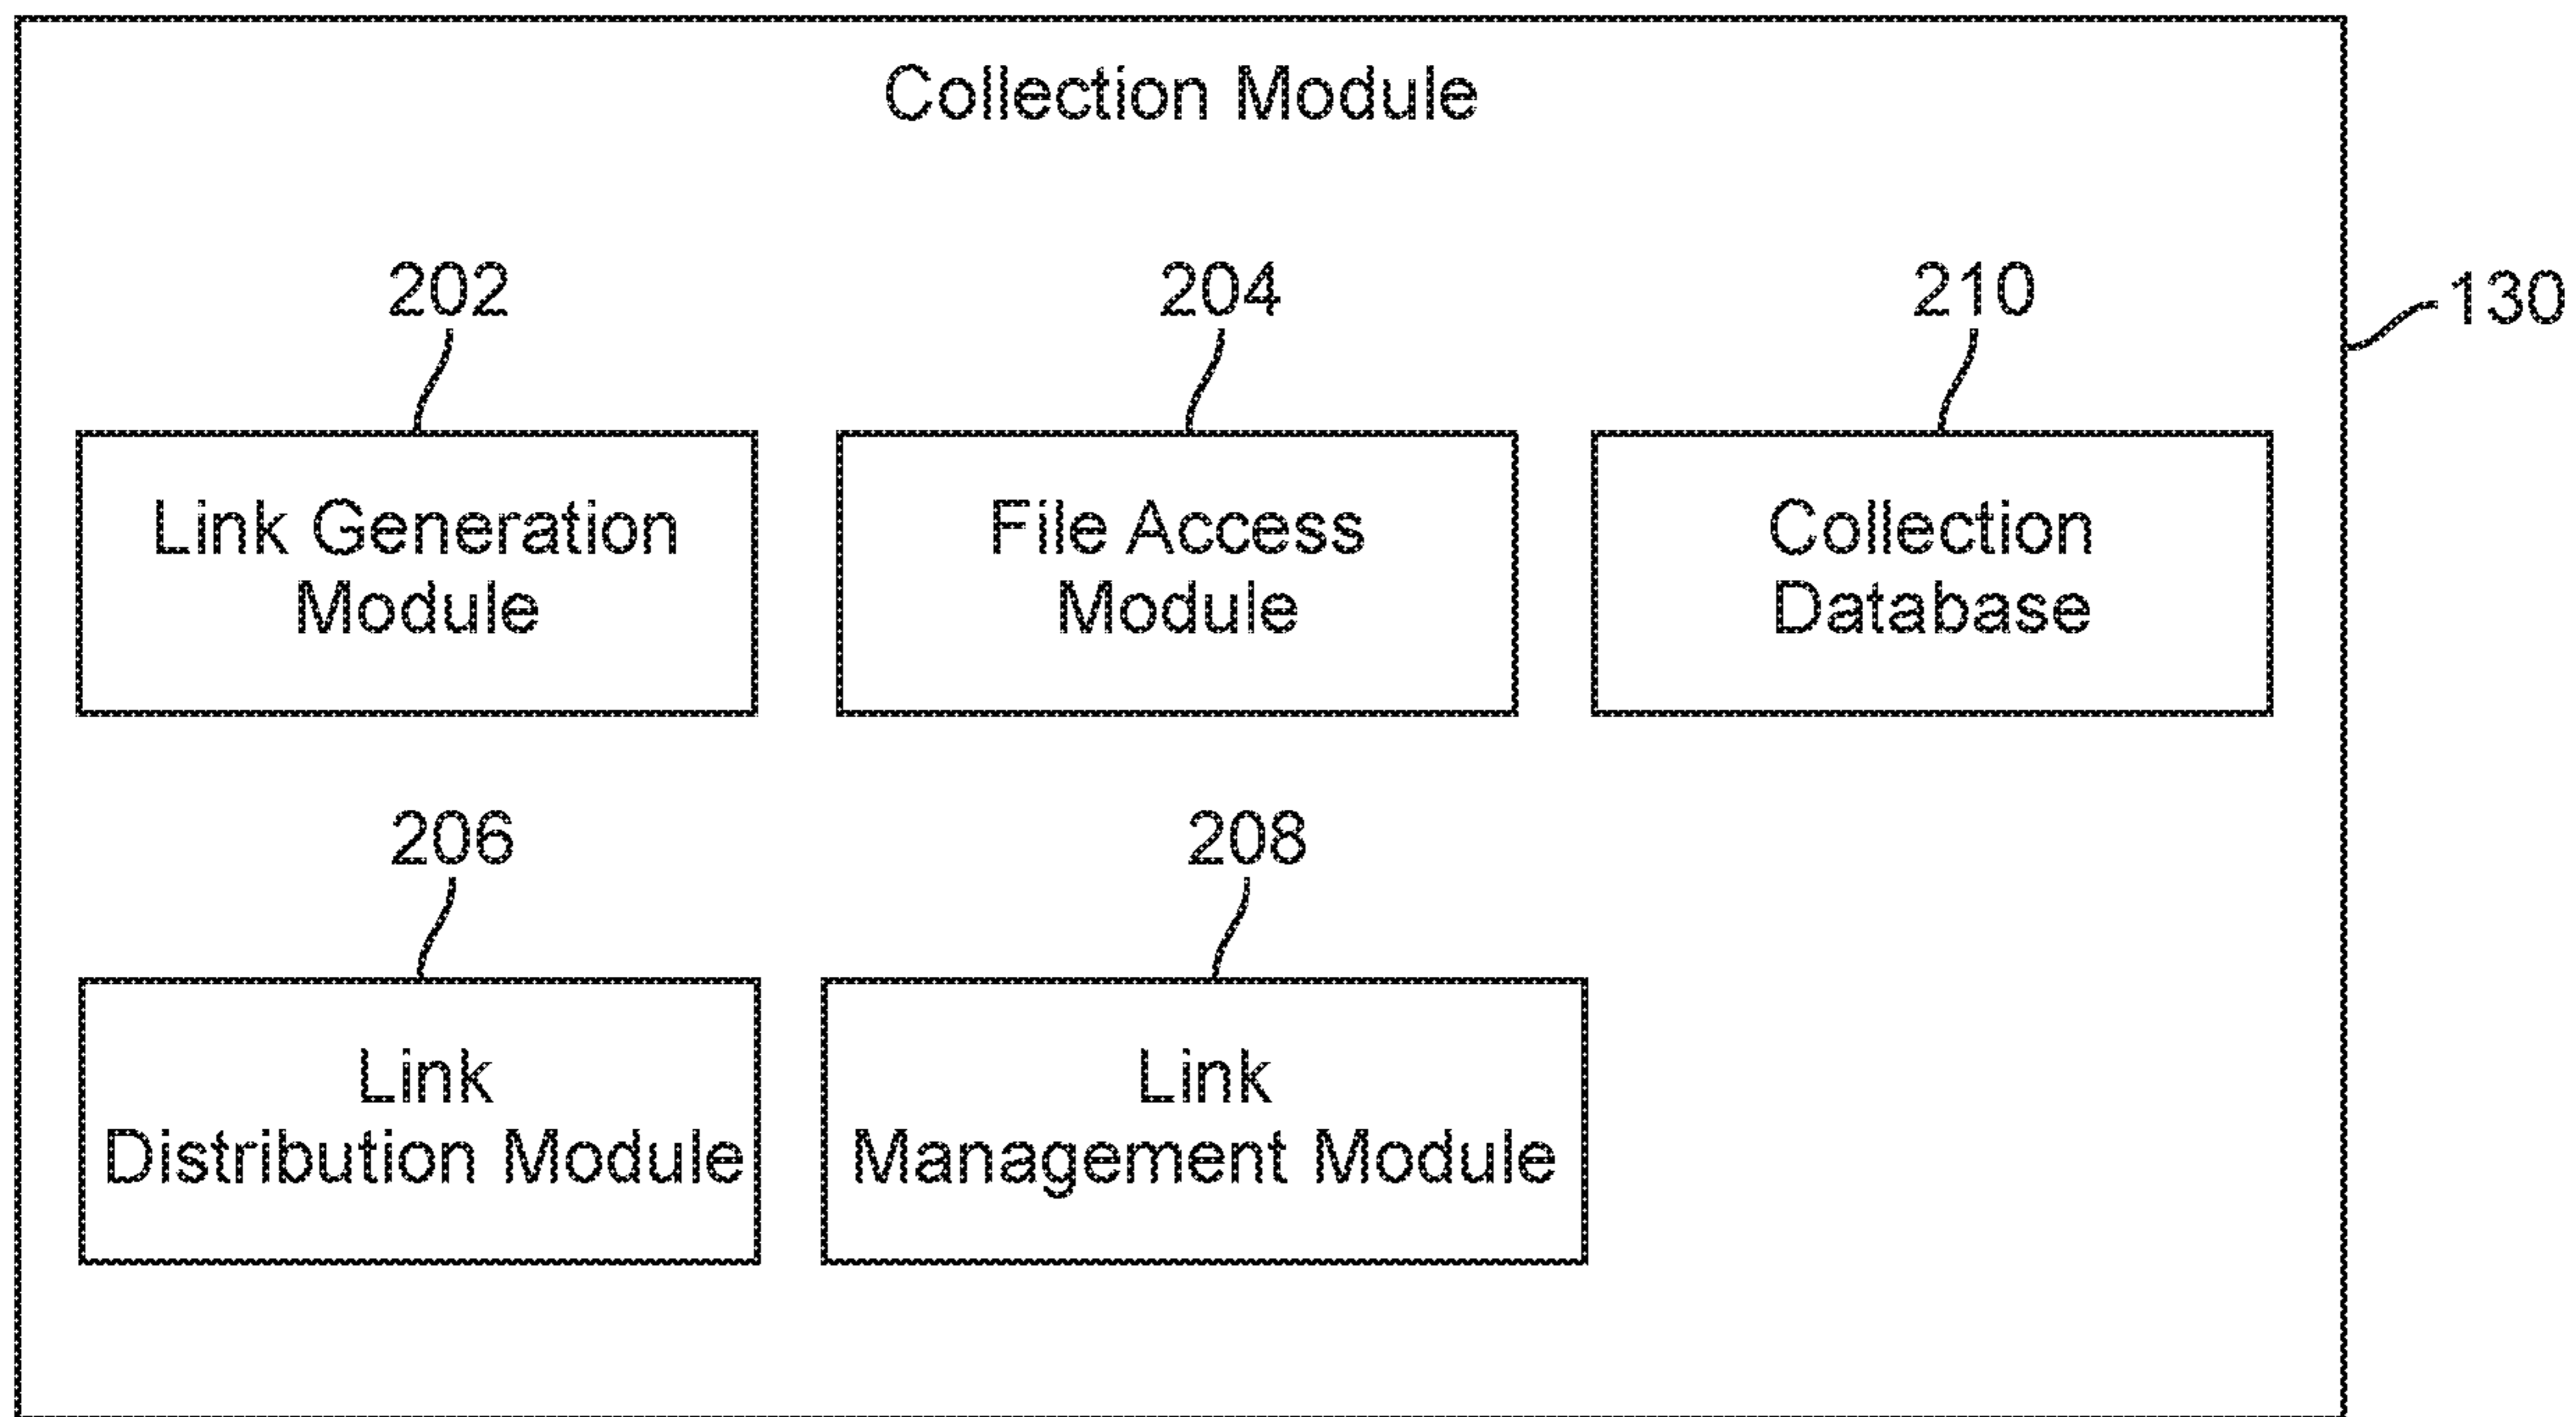 Collection Module
202
204
210
130
Link Generation
Module
File Access
Module
Collection
Database
206
208
Link
Distribution Module
Link
Management Module